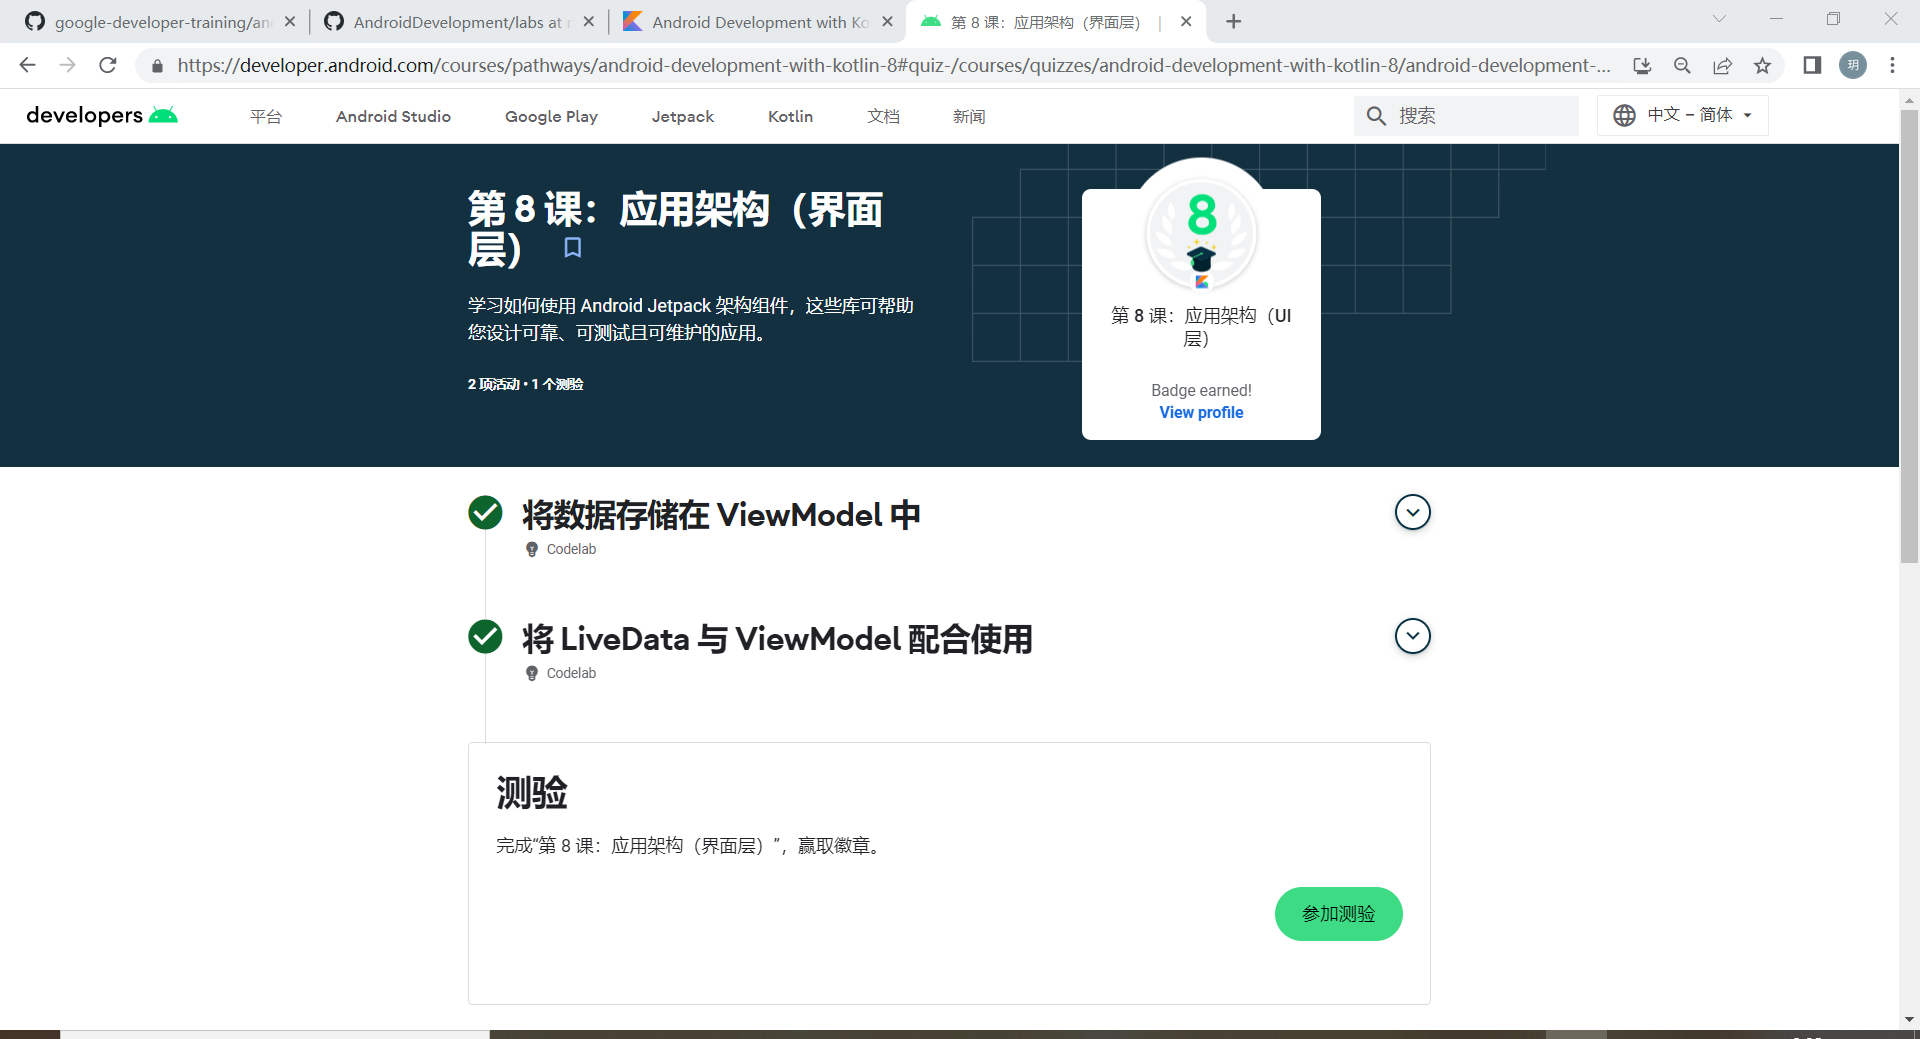 google-developer-training/an
AndroidDevelopment/labs at
Android Development with Ko
第 8 课：应用架构（界面层） |
https://developer.android.com/courses/pathways/android-development-with-kotlin-8#quiz-/courses/quizzes/android-development-with-kotlin-8/android-development-...
玥
developers
平台
Android Studio
Google Play
Jetpack
Kotlin
文档
新闻
搜索
中文 – 简体
第 8 课：应用架构（界面
层）
学习如何使用 Android Jetpack 架构组件，这些库可帮助
您设计可靠、可测试且可维护的应用。
2 项活动 • 1 个测验
8
第 8 课：应用架构（UI
层）
Badge earned!
View profile
将数据存储在 ViewModel 中
Codelab
将 LiveData 与 ViewModel 配合使用
Codelab
测验
完成“第 8 课：应用架构（界面层）”，赢取徽章。
参加测验